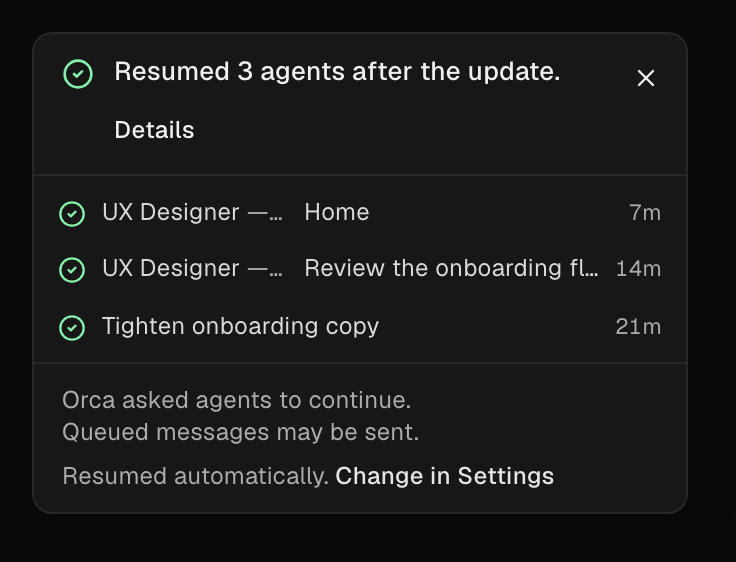 Resumed 3 agents after the update.
Details
UX Designer —… Home 7m
UX Designer —… Review the onboarding fl… 14m
Tighten onboarding copy 21m
Orca asked agents to continue.
Queued messages may be sent.
Resumed automatically. Change in Settings